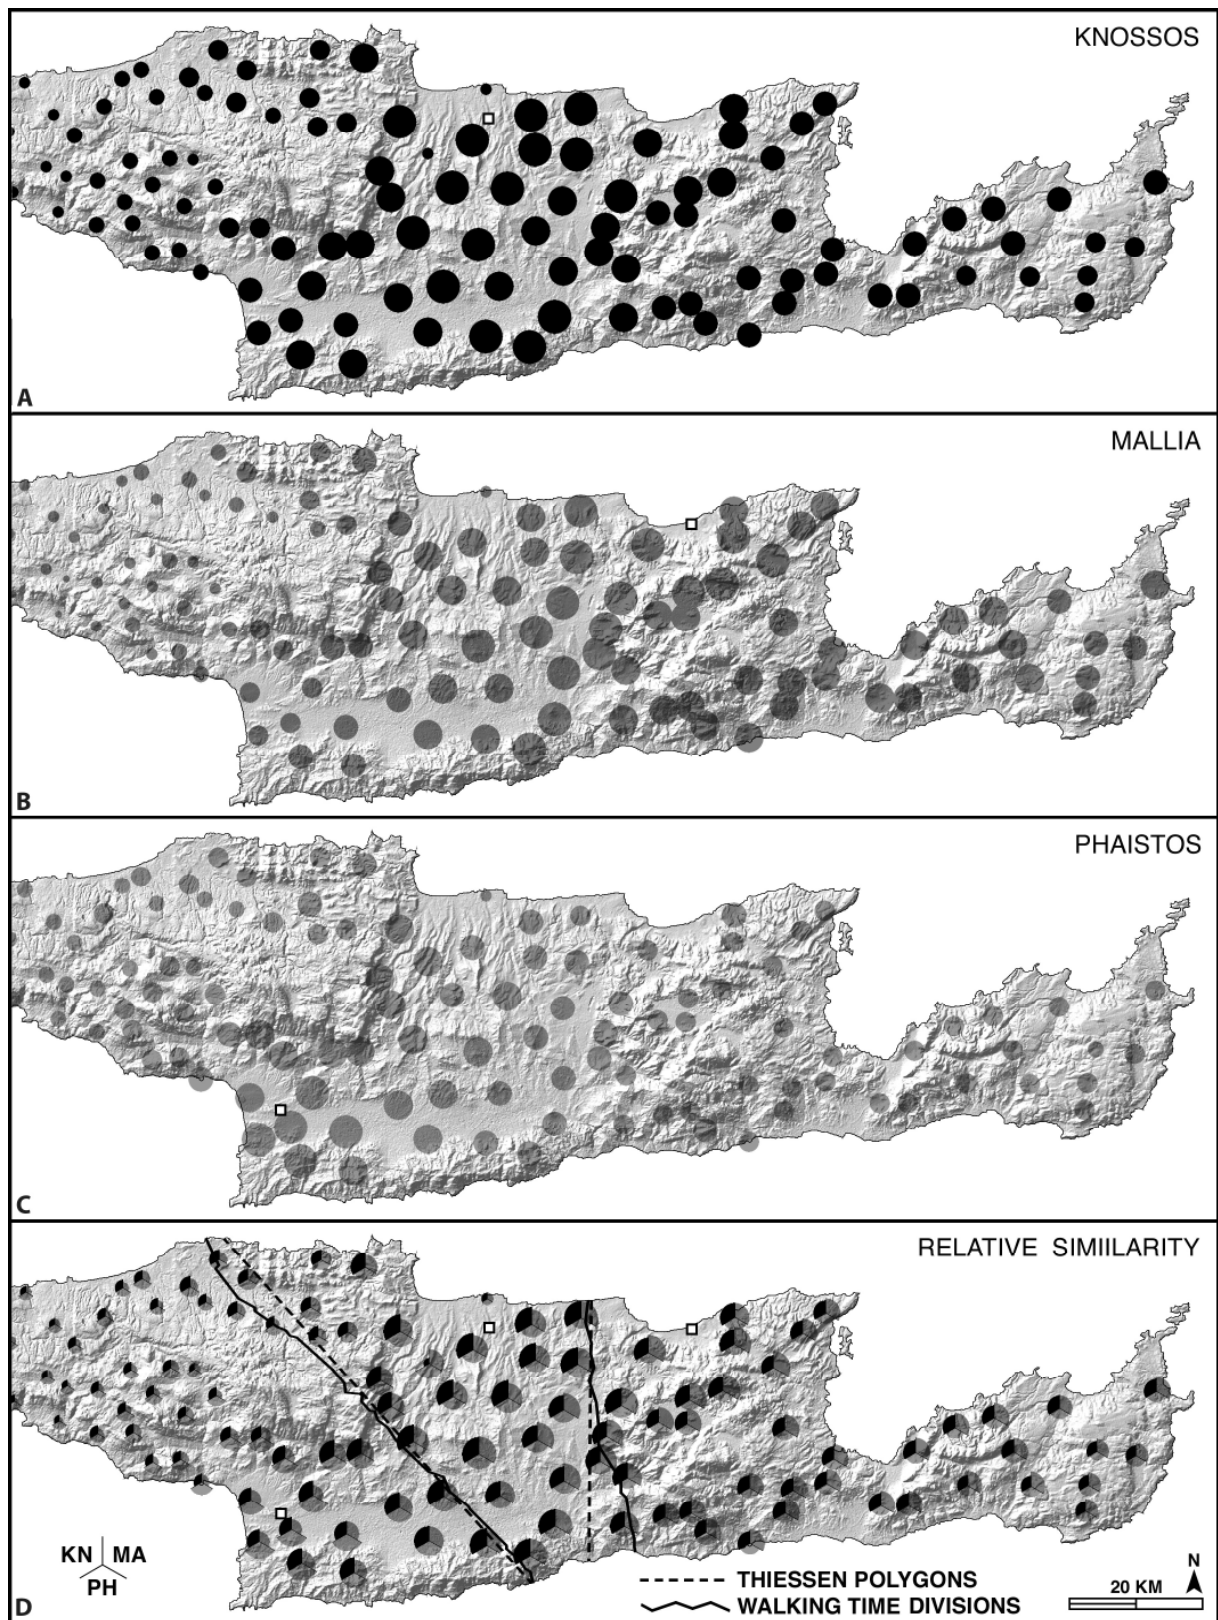 KNOSSOS
A
MALLIA
B
PHAISTOS
C
RELATIVE SIMIILARITY
KN MA
PH
THIESSEN POLYGONS
WALKING TIME DIVISIONS
20 KM
N
D